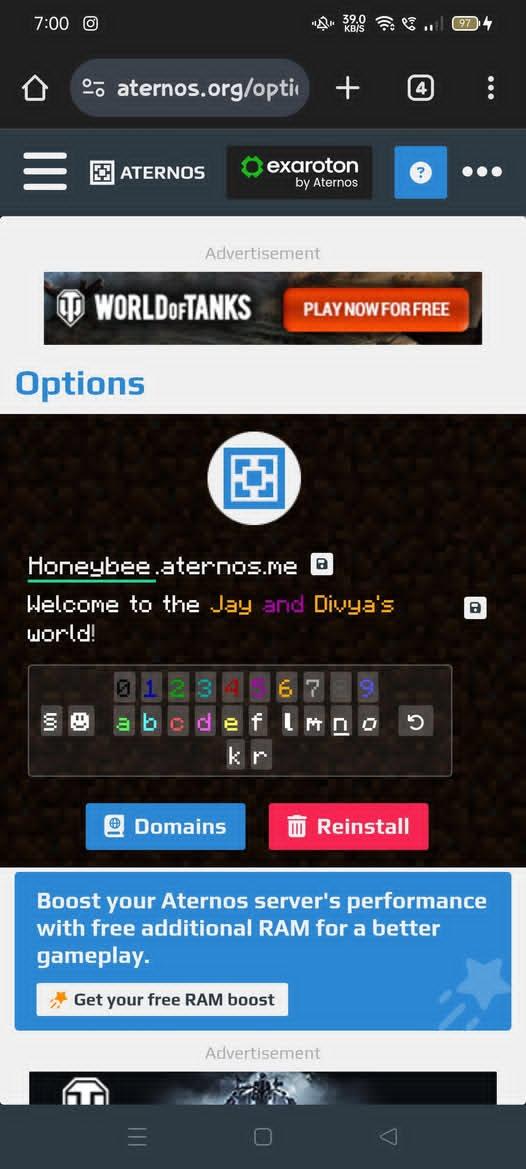 7:00
39.0
KB/S
97
aternos.org/opti
4
ATERNOS
exaroton
by Aternos
?
Advertisement
WORLD OF TANKS
PLAY NOW FOR FREE
Options
Honeybee.aternos.me
Welcome to the Jay and Divya's
world!
0 1 2 3 4 5 6 7 8 9
§ a b c d e f l m n o
k r
Domains
Reinstall
Boost your Aternos server's performance
with free additional RAM for a better
gameplay.
Get your free RAM boost
Advertisement